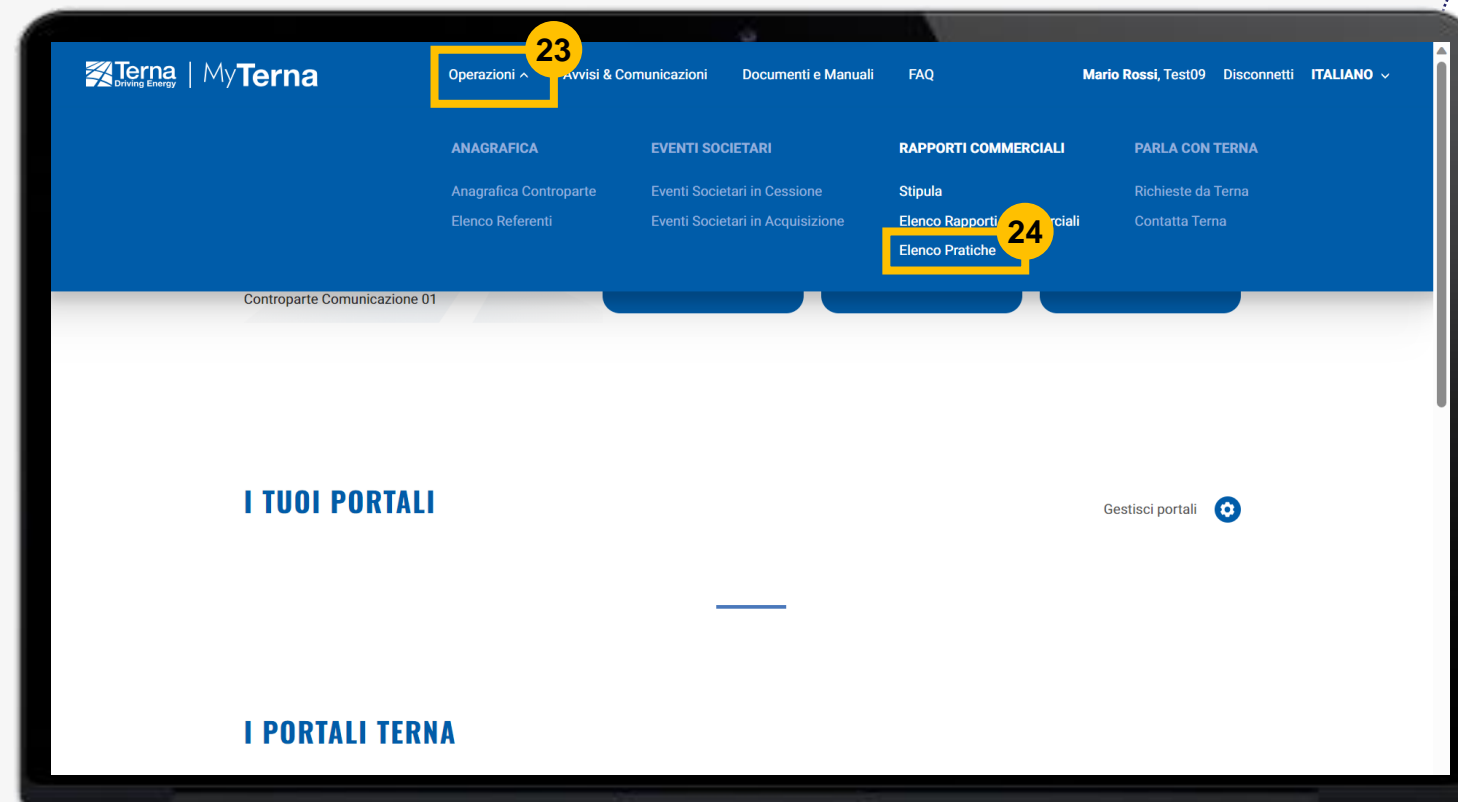 23
Terna
Driving Energy
MyTerna
Operazioni
Avvisi & Comunicazioni
Documenti e Manuali
FAQ
Mario Rossi, Test09
Disconnetti
ITALIANO
ANAGRAFICA
Anagrafica Controparte
Elenco Referenti
EVENTI SOCIETARI
Eventi Societari in Cessione
Eventi Societari in Acquisizione
RAPPORTI COMMERCIALI
Stipula
Elenco Rapporti rciali
24
Elenco Pratiche
PARLA CON TERNA
Richieste da Terna
Contatta Terna
Controparte Comunicazione 01
I TUOI PORTALI
Gestisci portali
I PORTALI TERNA